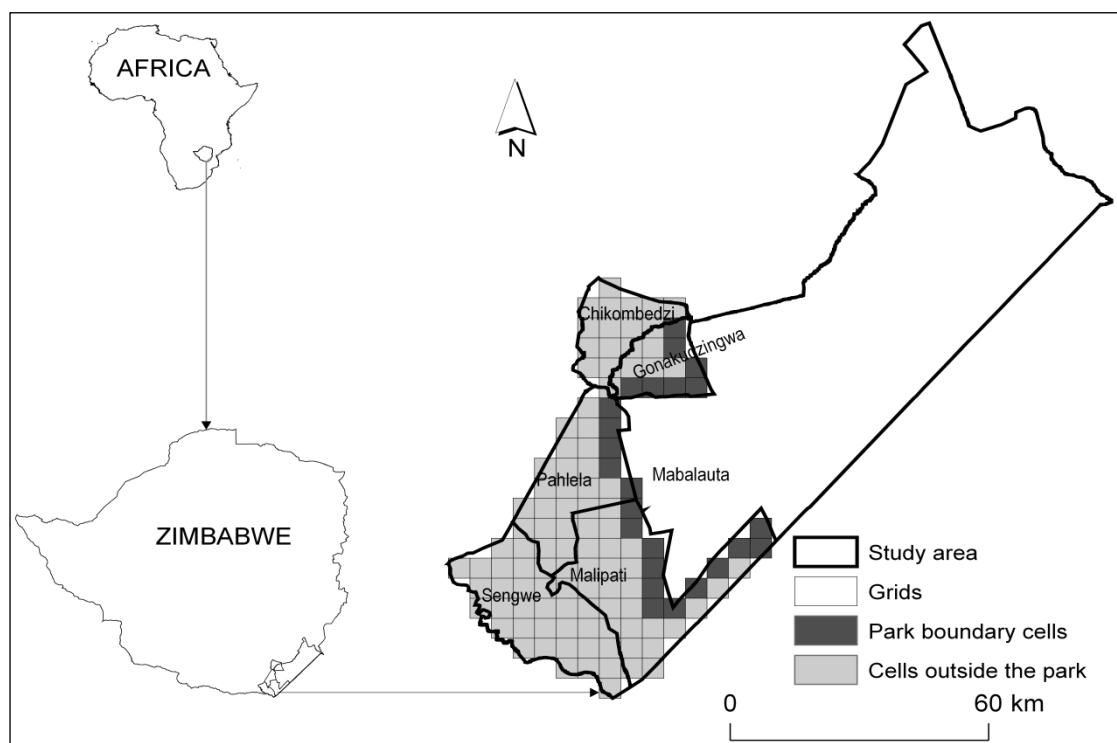 AFRICA
N
Chikombedzi
Gonakudzingwa
Pahlela
Mabalauta
ZIMBABWE
Malipati
Sengwe
Study area
Grids
Park boundary cells
Cells outside the park
0 60 km